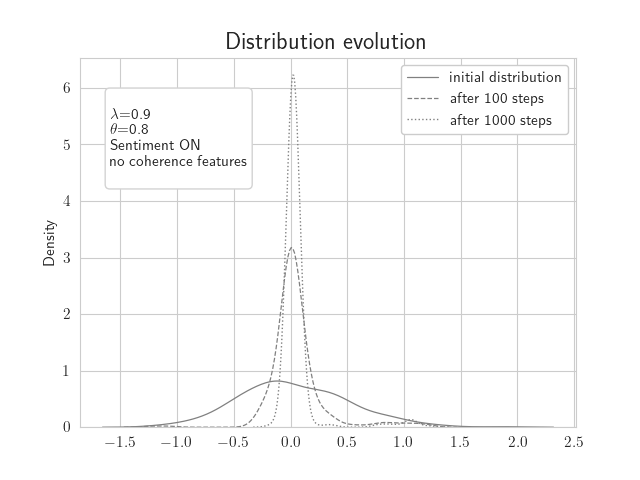 Distribution evolution
initial distribution
after 100 steps
after 1000 steps
λ=0.9
θ=0.8
Sentiment ON
no coherence features
Density
6
5
4
3
2
1
0
−1.5 −1.0 −0.5 0.0 0.5 1.0 1.5 2.0 2.5